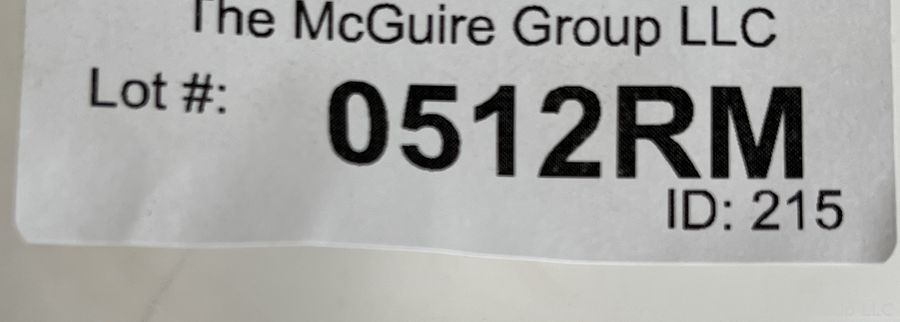 The McGuire Group LLC
Lot #:
0512RM
ID: 215